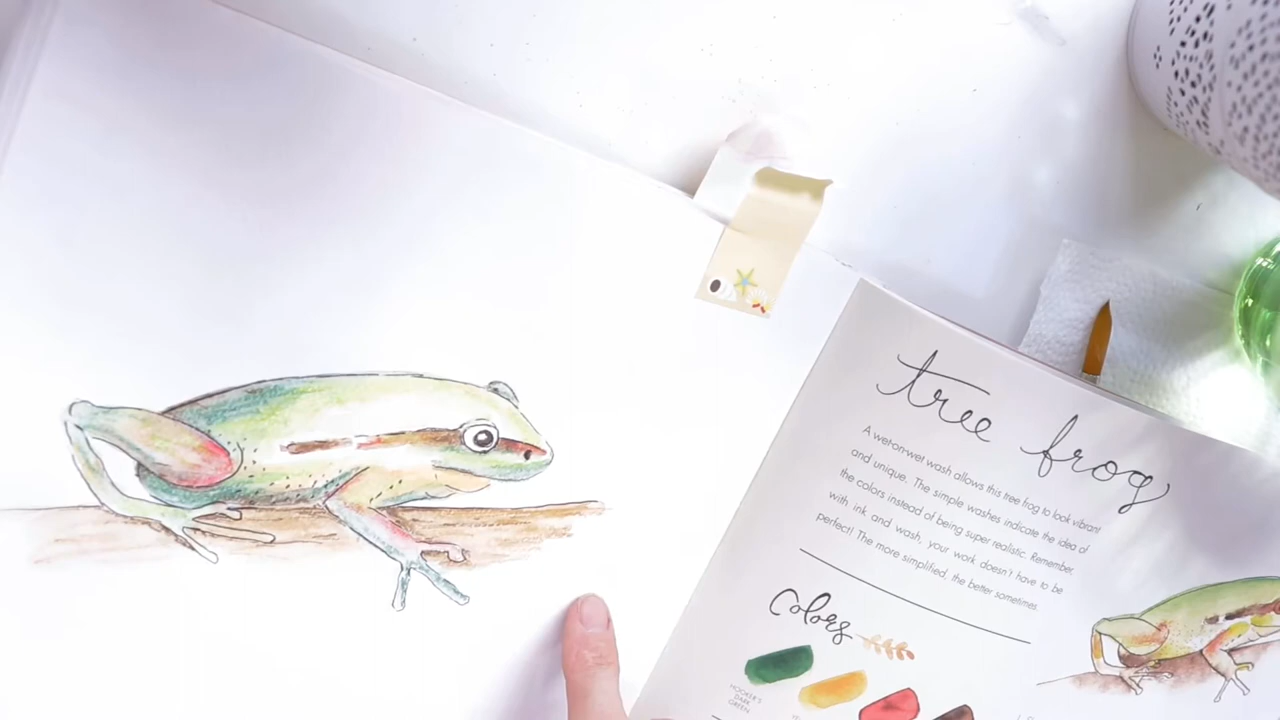 tree frog
A wet-on-wet wash allows this tree frog to look vibrant
and unique. The simple washes indicate the idea of
the colors instead of being super realistic. Remember
with ink and wash, your work doesn't have to be
perfect! The more simplified, the better sometimes.
Colors
HOOKER'S
DARK
GREEN